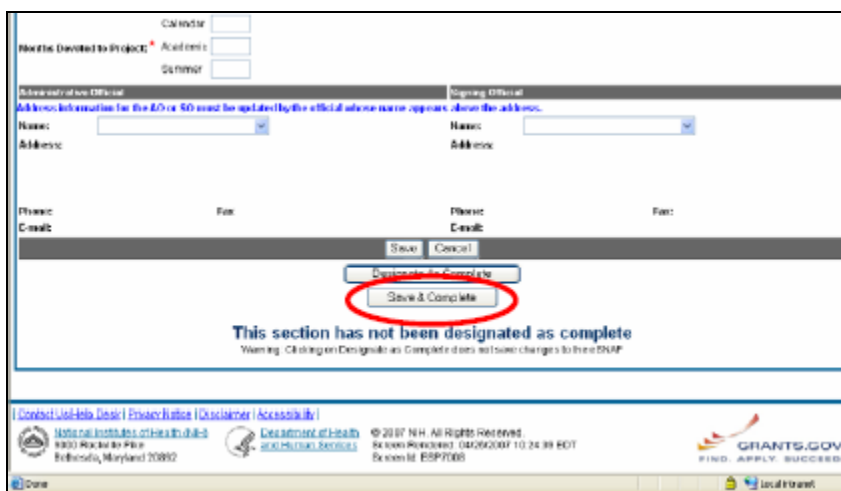 Calendar
Months Devoted to Project:* Academic
Summer
Administrative Official Signing Official
Address information for the AO or SO must be updated by the official whose name appears above the address.
Name: Name:
Address: Address:
Phone: Fax: Phone: Fax:
E-mail: E-mail:
Save Cancel
Designate As Complete
Save & Complete
This section has not been designated as complete
Warning: Clicking on Designate as Complete does not save changes to the eSNAP
| Contact Us/Help Desk | Privacy Notice | Disclaimer | Accessibility |
National Institutes of Health (NIH) Department of Health © 2007 NIH. All Rights Reserved.
9000 Rockville Pike and Human Services Screen Rendered: 04/26/2007 10:24:39 EDT
Bethesda, Maryland 20892 Screen Id: ESP7008
GRANTS.GOV
FIND. APPLY. SUCCEED
Done Local intranet